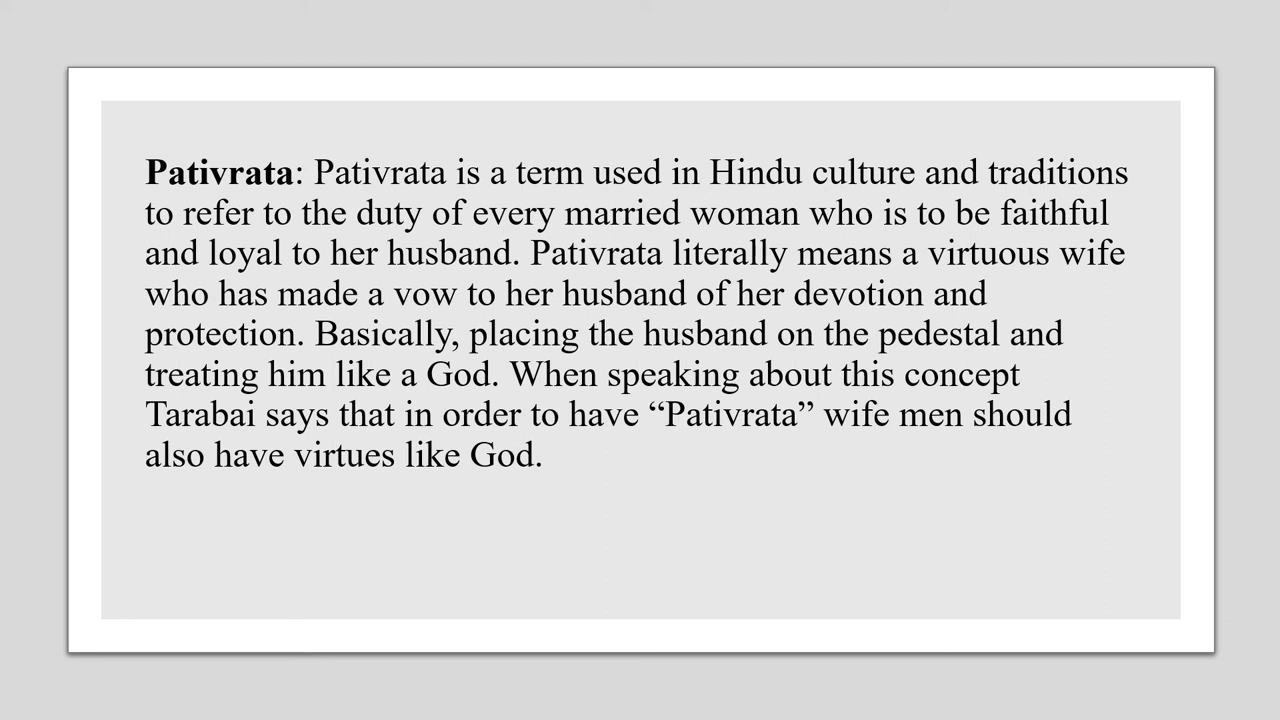 Pativrata: Pativrata is a term used in Hindu culture and traditions
to refer to the duty of every married woman who is to be faithful
and loyal to her husband. Pativrata literally means a virtuous wife
who has made a vow to her husband of her devotion and
protection. Basically, placing the husband on the pedestal and
treating him like a God. When speaking about this concept
Tarabai says that in order to have “Pativrata” wife men should
also have virtues like God.